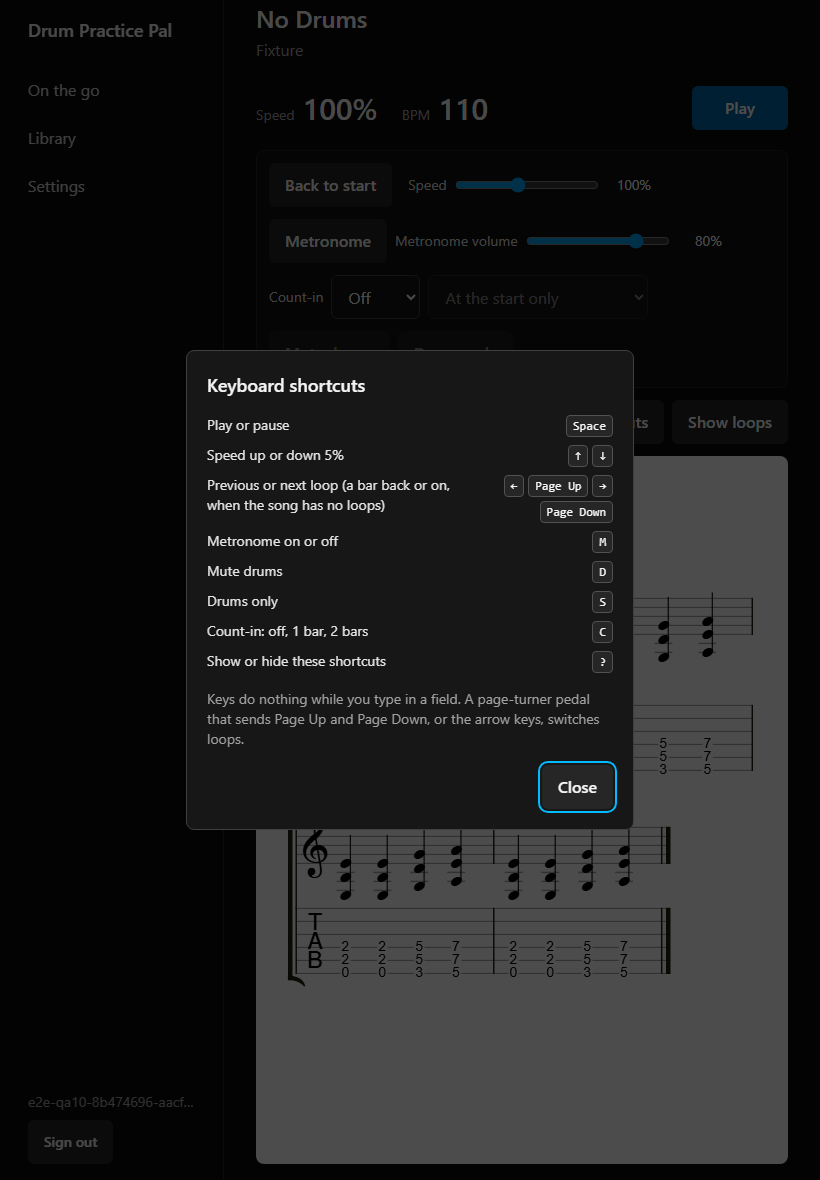 Drum Practice Pal
On the go
Library
Settings
No Drums
Fixture
Speed 100% BPM 110
Play
Back to start Speed 100%
Metronome Metronome volume 80%
Count-in Off At the start only
Show loops
Keyboard shortcuts
Play or pause Space
Speed up or down 5% ↑ ↓
Previous or next loop (a bar back or on, ← Page Up →
when the song has no loops) Page Down
Metronome on or off M
Mute drums D
Drums only S
Count-in: off, 1 bar, 2 bars C
Show or hide these shortcuts ?
Keys do nothing while you type in a field. A page-turner pedal
that sends Page Up and Page Down, or the arrow keys, switches
loops.
Close
5 7
5 7
3 5
T
A
B
2 2 5 7 2 2 5 7
2 2 5 7 2 2 5 7
0 0 3 5 0 0 3 5
e2e-qa10-8b474696-aacf...
Sign out